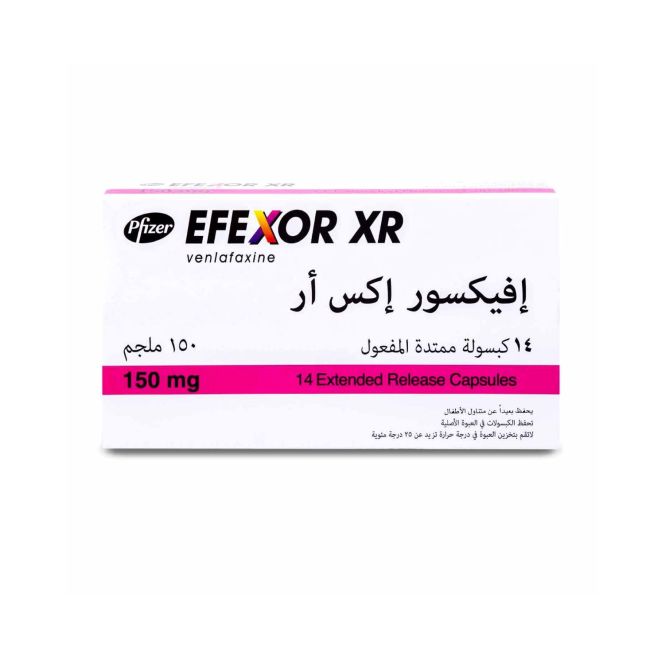 Pfizer EFEXOR XR
venlafaxine
إفيكسور إكس أر
١٤ كبسولة ممتدة المفعول ١٥٠ ملجم
150 mg 14 Extended Release Capsules
يحفظ بعيداً عن متناول الأطفال
تحفظ الكبسولات في العبوة الأصلية
لاتقم بتخزين العبوة في درجة حرارة تزيد عن ٢٥ درجة مئوية